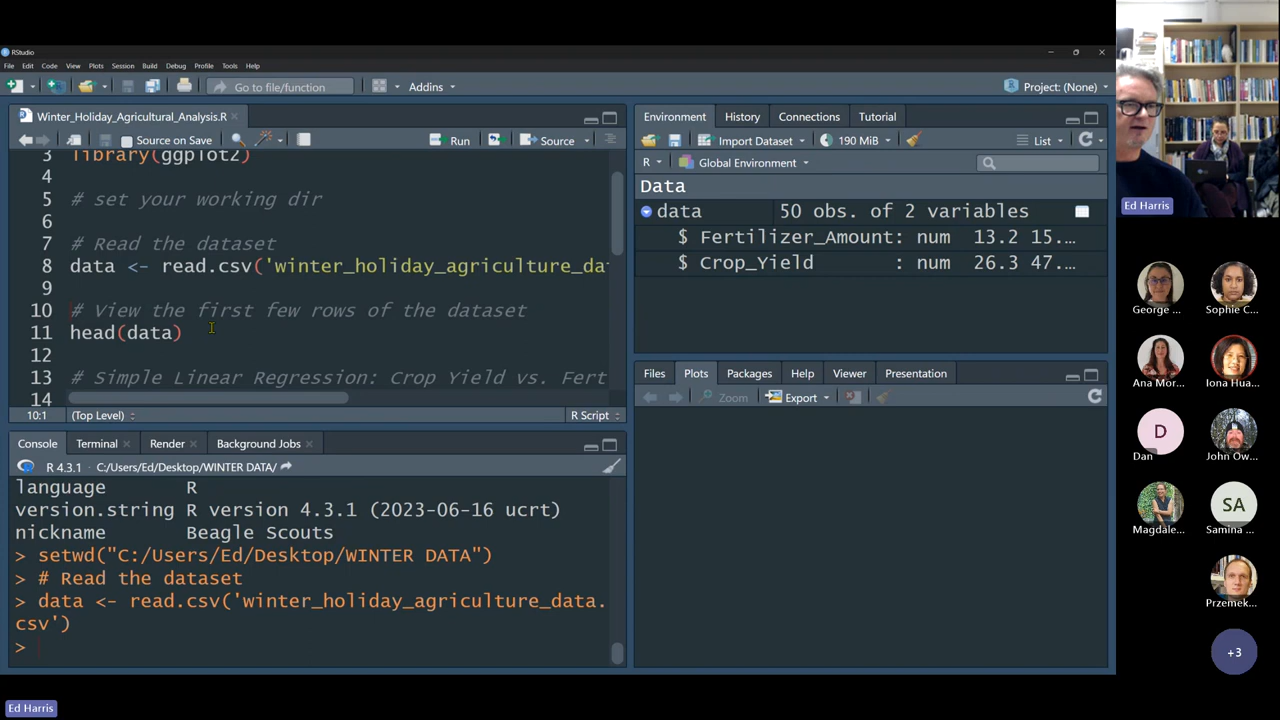 RStudio
File Edit Code View Plots Session Build Debug Profile Tools Help
Go to file/function
Addins
Project: (None)
Winter_Holiday_Agricultural_Analysis.R
Source on Save
Run
Source
3 library(ggplot2)
4
5 # set your working dir
6
7 # Read the dataset
8 data <- read.csv('winter_holiday_agriculture_da
9
10 # View the first few rows of the dataset
11 head(data)
12
13 # Simple Linear Regression: Crop Yield vs. Fert
14
10:1 (Top Level) R Script
Console Terminal Render Background Jobs
R 4.3.1 · C:/Users/Ed/Desktop/WINTER DATA/
language R
version.string R version 4.3.1 (2023-06-16 ucrt)
nickname Beagle Scouts
> setwd("C:/Users/Ed/Desktop/WINTER DATA")
> # Read the dataset
> data <- read.csv('winter_holiday_agriculture_data.
csv')
>
Environment History Connections Tutorial
Import Dataset 190 MiB List
R Global Environment
Data
data 50 obs. of 2 variables
$ Fertilizer_Amount: num 13.2 15.…
$ Crop_Yield : num 26.3 47.…
Files Plots Packages Help Viewer Presentation
Zoom Export
Ed Harris
George ...
Sophie C...
Ana Mor...
Iona Hua...
D
Dan
John Ow...
Magdale...
SA
Samina ...
Przemek...
+3
Ed Harris